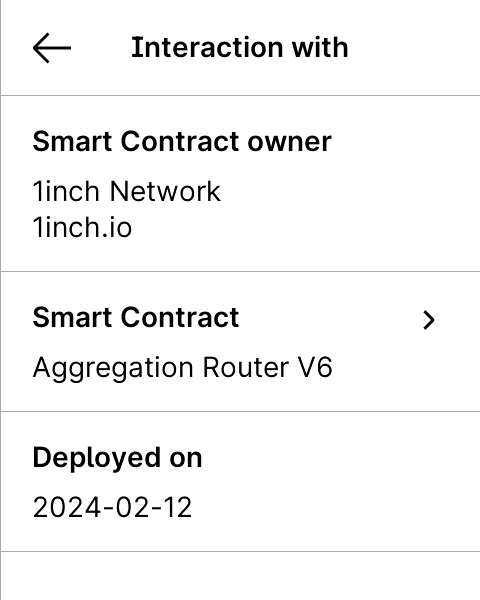 Interaction with
Smart Contract owner
1inch Network
1inch.io
Smart Contract
Aggregation Router V6
Deployed on
2024-02-12